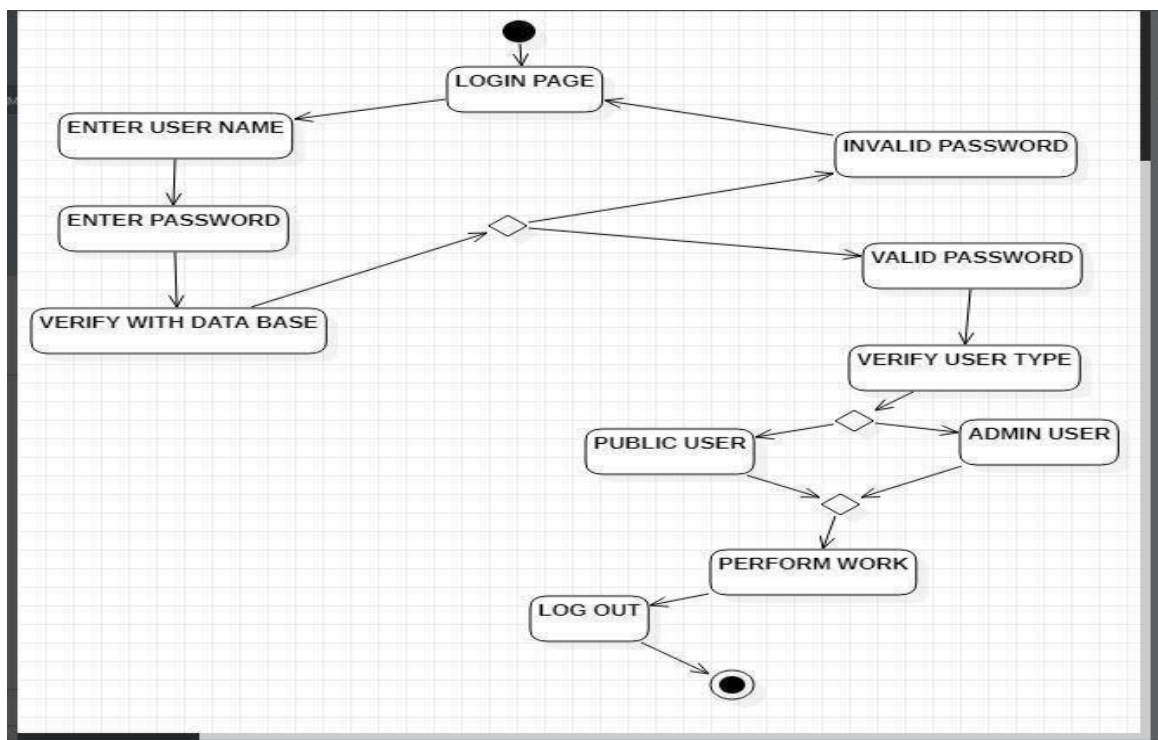 LOGIN PAGE
ENTER USER NAME
INVALID PASSWORD
ENTER PASSWORD
VALID PASSWORD
VERIFY WITH DATA BASE
VERIFY USER TYPE
PUBLIC USER
ADMIN USER
PERFORM WORK
LOG OUT